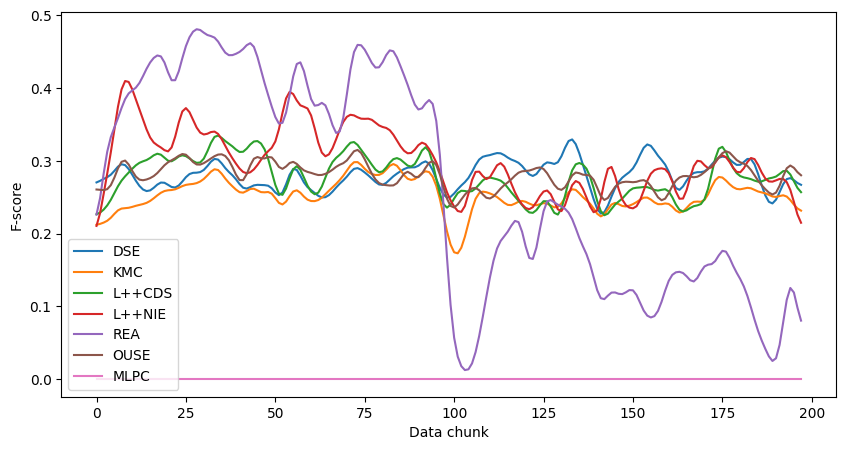 0.5
0.4
0.3
0.2
0.1
0.0
F-score
DSE
KMC
L++CDS
L++NIE
REA
OUSE
MLPC
0 25 50 75 100 125 150 175 200
Data chunk